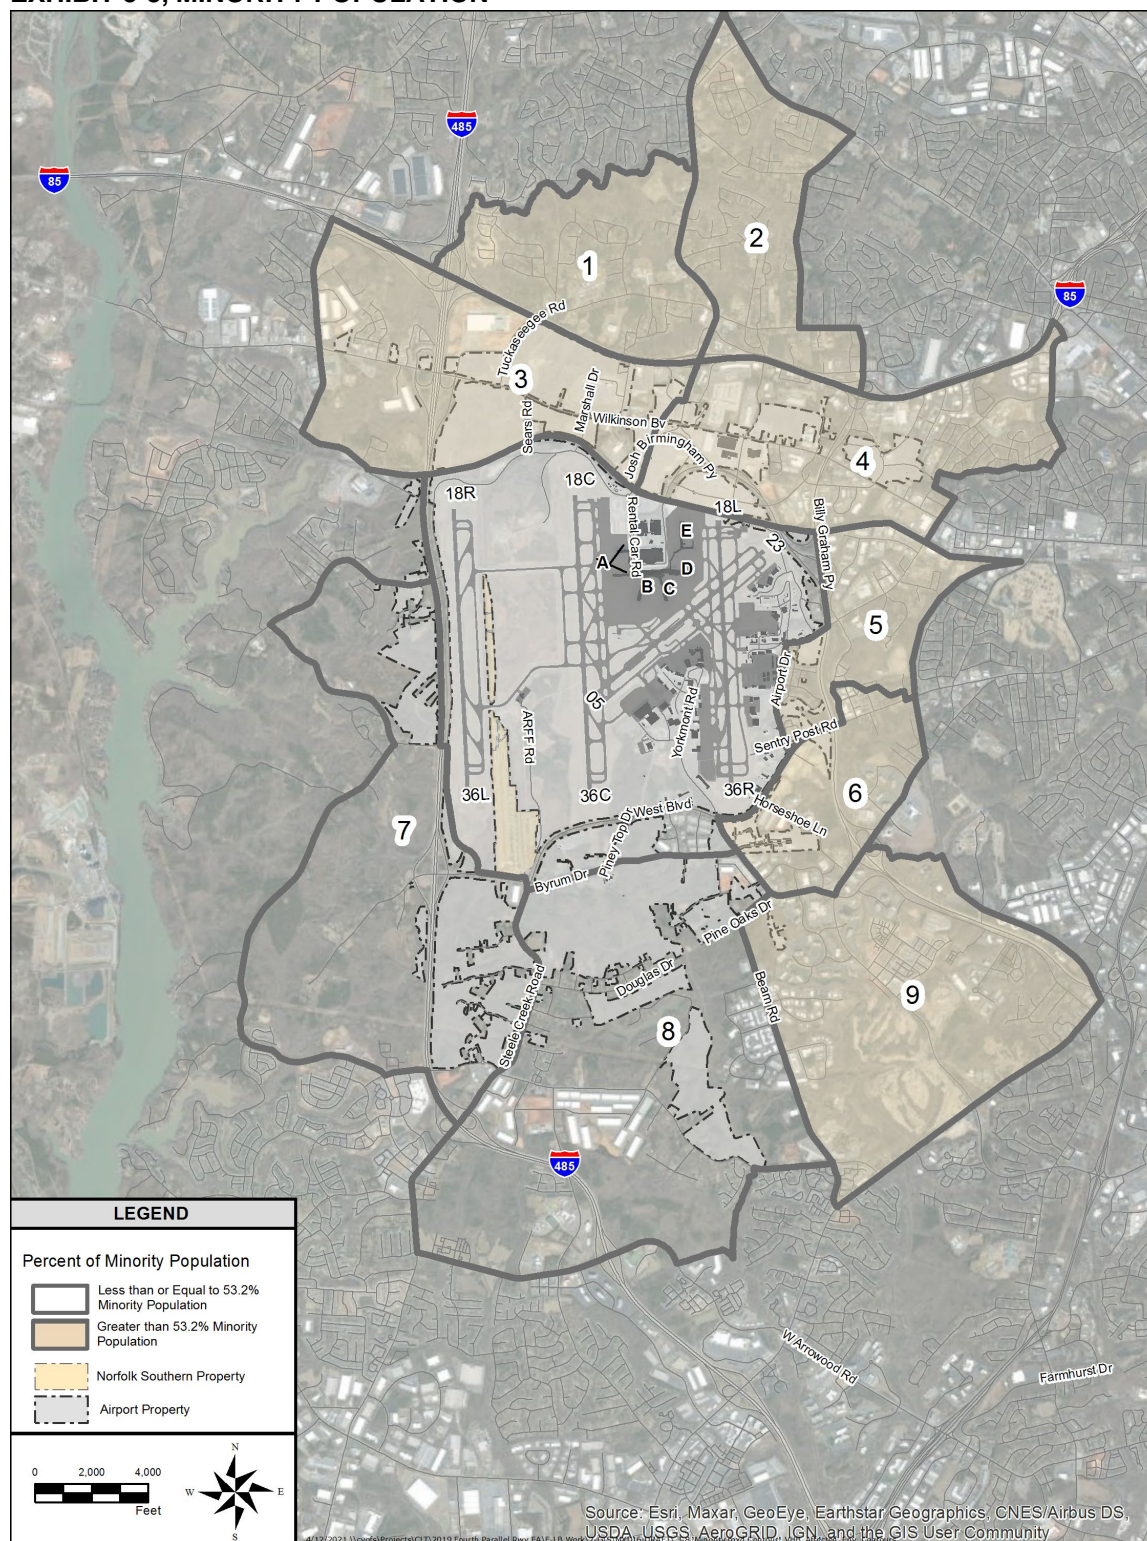 EXHIBIT
MINORITY POPULATION
485
85
2
1
85
Tuckaseegee Rd
3
Marshall Dr
Sears Rd
Wilkinson Bv
Josh Birmingham Py
4
18R
18C
18L
Rental Car Rd
Billy Graham Py
E
23
A
D
B
C
5
Airport Dr
05
Yorkmont Rd
ARFF Rd
Sentry Post Rd
36L
36C
36R
6
Horseshoe Ln
West Blvd
Piney Top Dr
7
Byrum Dr
Pine Oaks Dr
Douglas Dr
Beam Rd
9
Steele Creek Road
8
485
LEGEND
Percent of Minority Population
Less than or Equal to 53.2%
Minority Population
Greater than 53.2% Minority
Population
Norfolk Southern Property
Airport Property
W Arrowood Rd
Farmhurst Dr
N
W
E
S
0
2,000
4,000
Feet
Source: Esri, Maxar, GeoEye, Earthstar Geographics, CNES/Airbus DS,
USDA, USGS, AeroGRID, IGN, and the GIS User Community